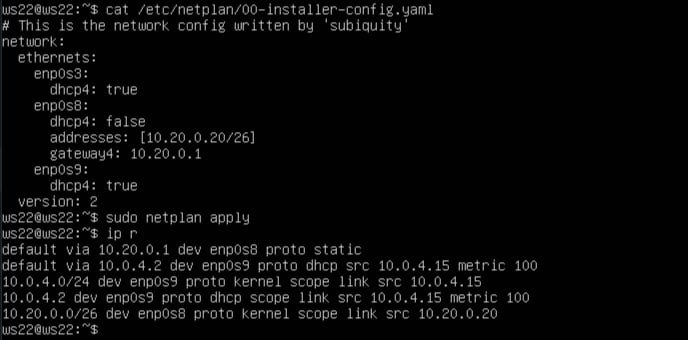 ws22@ws22:~$ cat /etc/netplan/00-installer-config.yaml
# This is the network config written by 'subiquity'
network:
  ethernets:
    enp0s3:
      dhcp4: true
    enp0s8:
      dhcp4: false
      addresses: [10.20.0.20/26]
      gateway4: 10.20.0.1
    enp0s9:
      dhcp4: true
  version: 2
ws22@ws22:~$ sudo netplan apply
ws22@ws22:~$ ip r
default via 10.20.0.1 dev enp0s8 proto static
default via 10.0.4.2 dev enp0s9 proto dhcp src 10.0.4.15 metric 100
10.0.4.0/24 dev enp0s9 proto kernel scope link src 10.0.4.15
10.0.4.2 dev enp0s9 proto dhcp scope link src 10.0.4.15 metric 100
10.20.0.0/26 dev enp0s8 proto kernel scope link src 10.20.0.20
ws22@ws22:~$